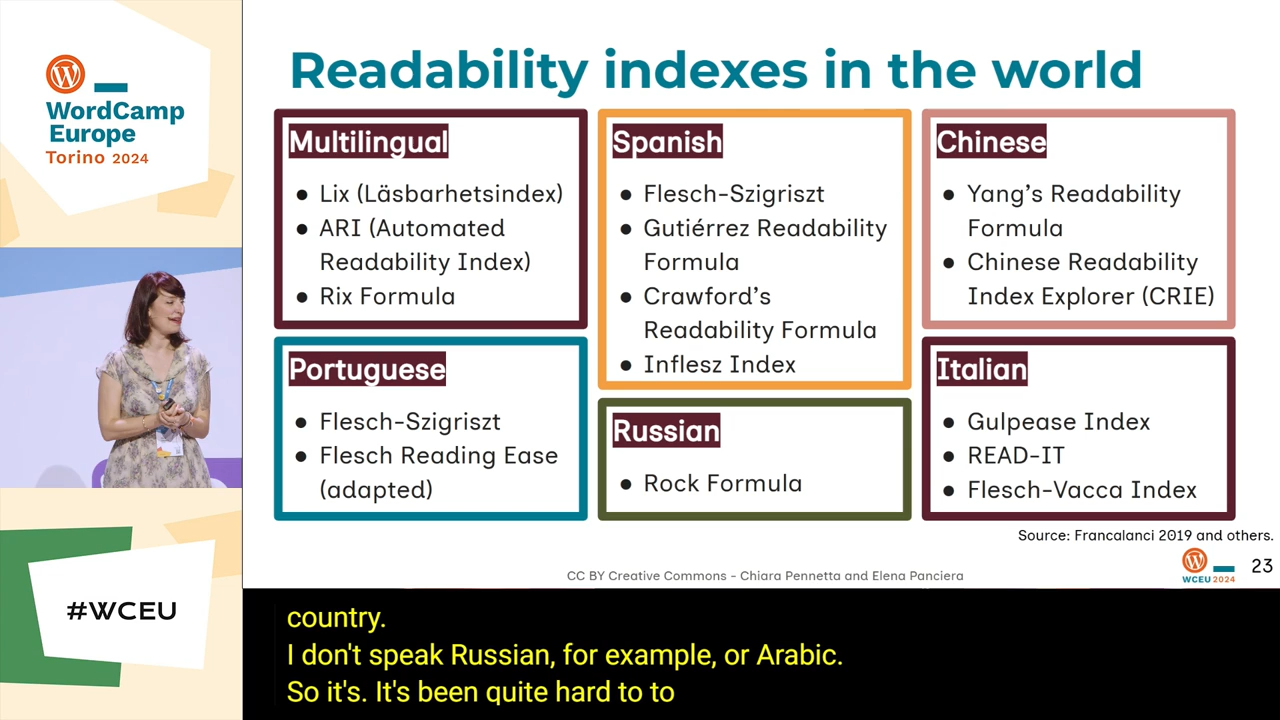 WordCamp
Europe
Torino 2024
#WCEU
Readability indexes in the world
Multilingual
● Lix (Läsbarhetsindex)
● ARI (Automated
Readability Index)
● Rix Formula
Portuguese
● Flesch-Szigriszt
● Flesch Reading Ease
(adapted)
Spanish
● Flesch-Szigriszt
● Gutiérrez Readability
Formula
● Crawford's
Readability Formula
● Inflesz Index
Russian
● Rock Formula
Chinese
● Yang's Readability
Formula
● Chinese Readability
Index Explorer (CRIE)
Italian
● Gulpease Index
● READ-IT
● Flesch-Vacca Index
Source: Francalanci 2019 and others.
CC BY Creative Commons - Chiara Pennetta and Elena Panciera
WCEU 2024
23
country.
I don't speak Russian, for example, or Arabic.
So it's. It's been quite hard to to